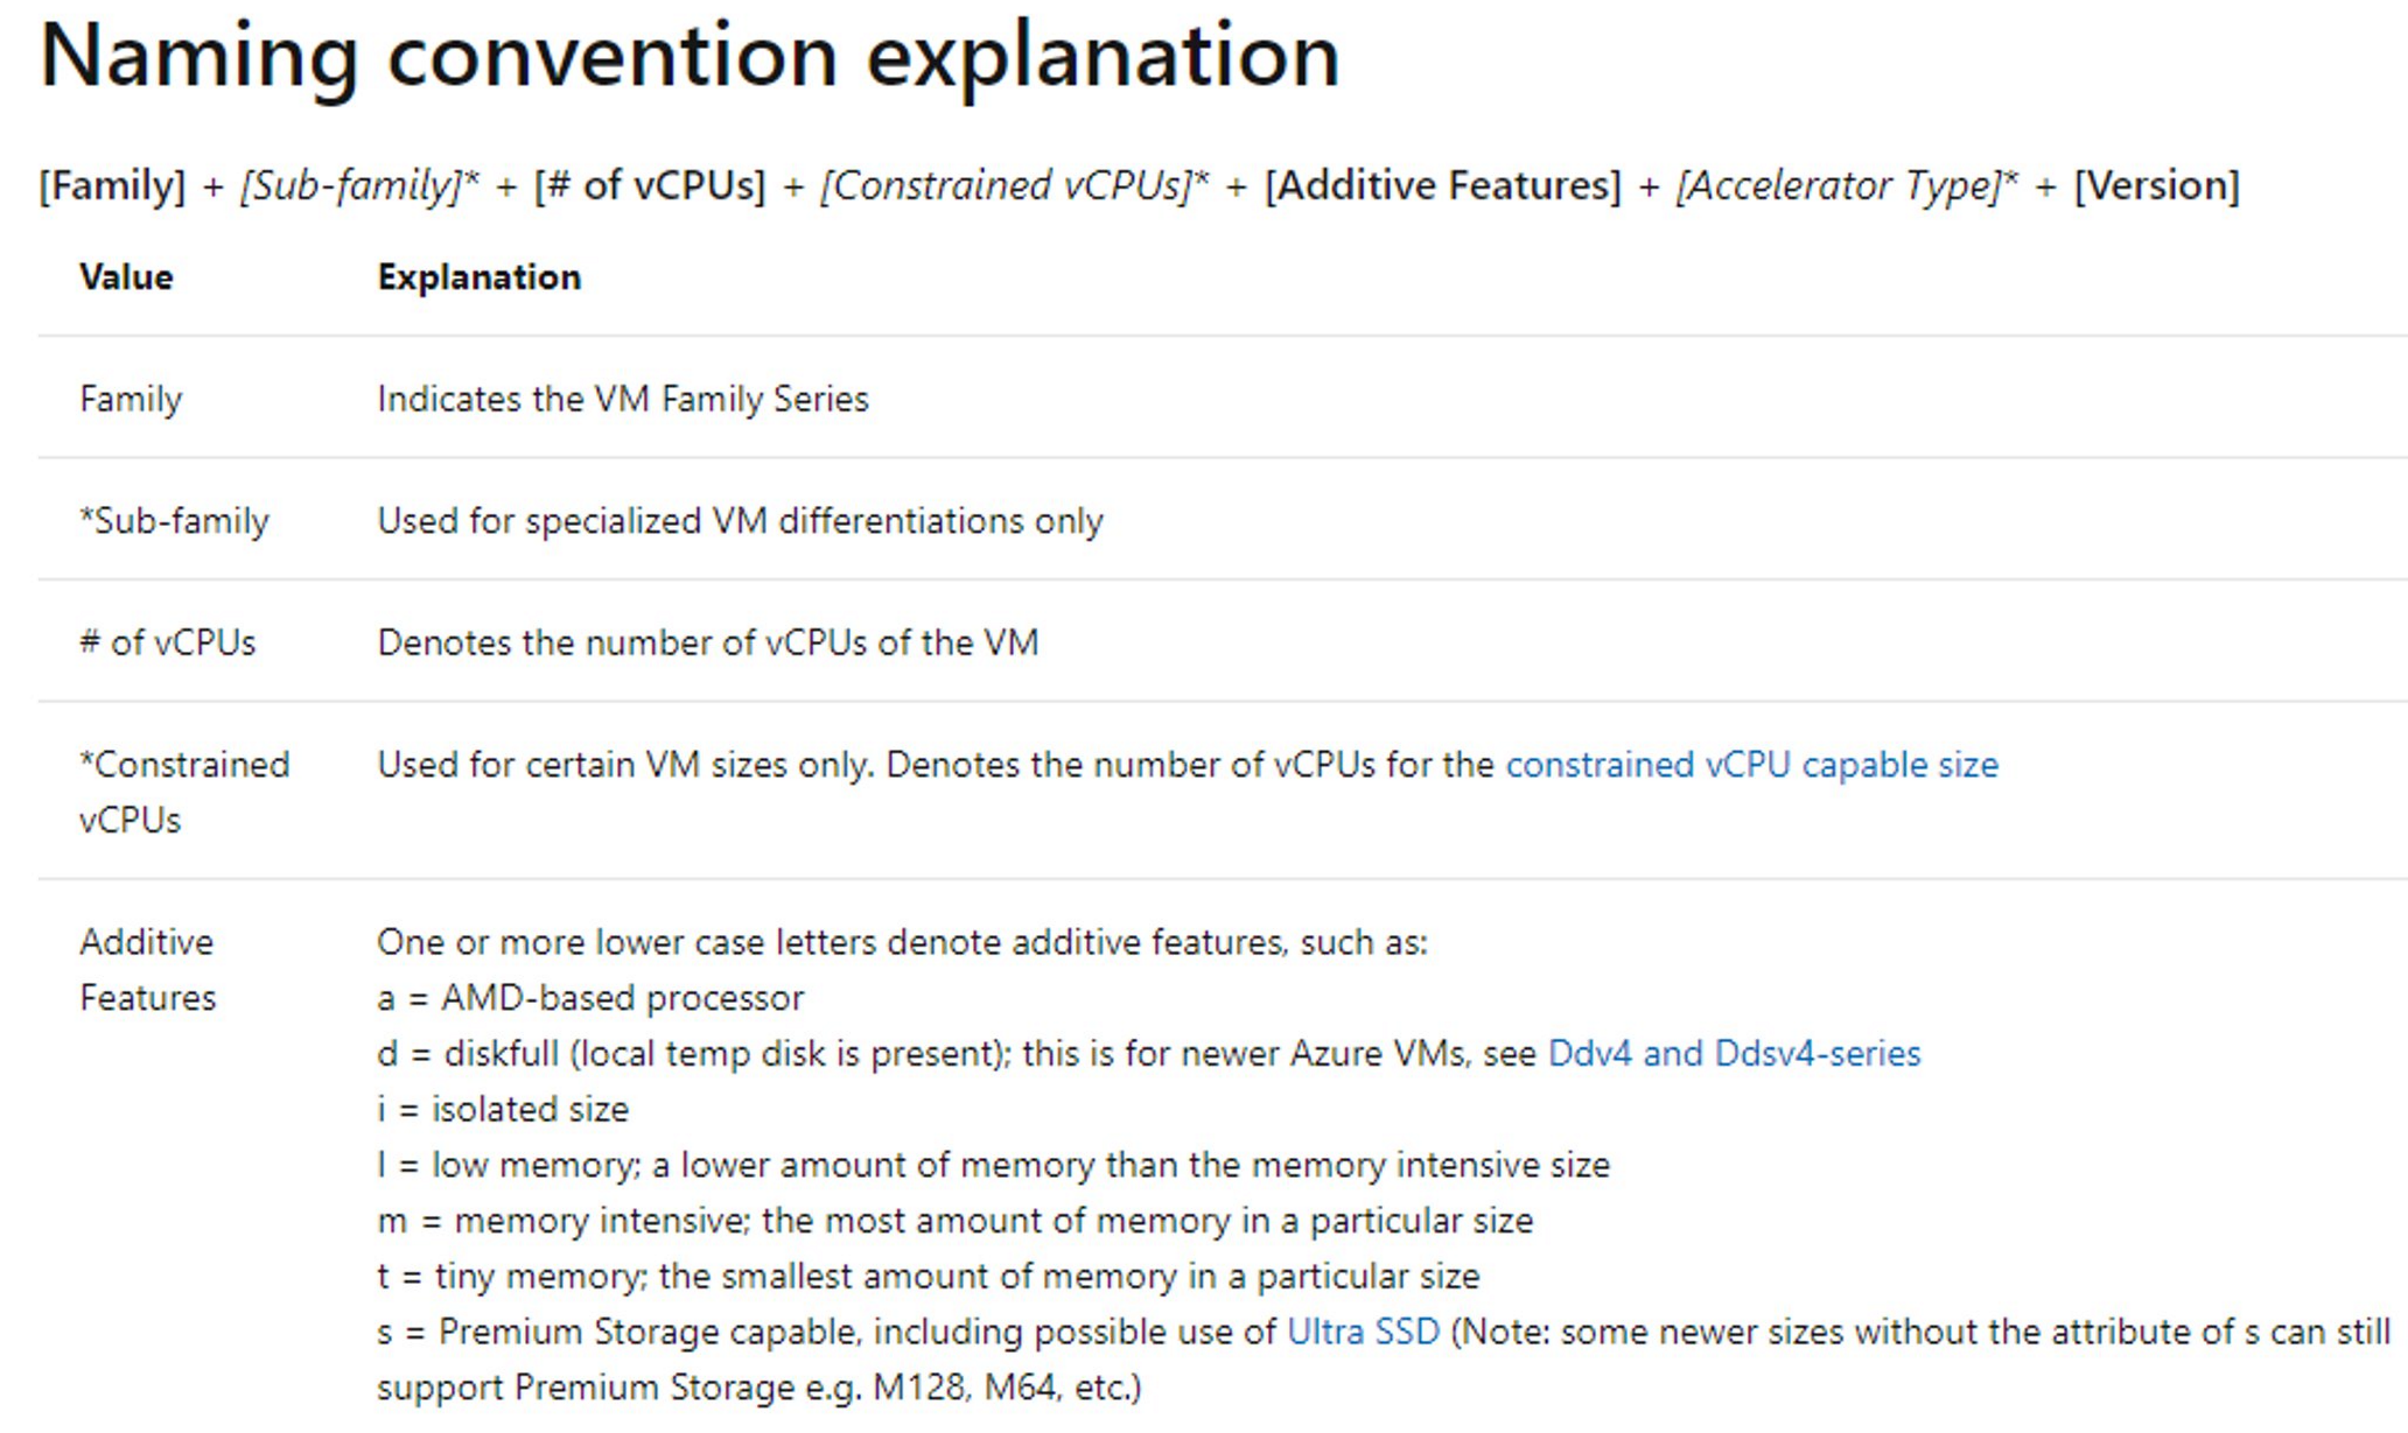 Naming convention explanation
[Family] + [Sub-family]* + [# of vCPUs] + [Constrained vCPUs]* + [Additive Features] + [Accelerator Type]* + [Version]
Value Explanation
Family Indicates the VM Family Series
*Sub-family Used for specialized VM differentiations only
# of vCPUs Denotes the number of vCPUs of the VM
*Constrained Used for certain VM sizes only. Denotes the number of vCPUs for the constrained vCPU capable size
vCPUs
Additive One or more lower case letters denote additive features, such as:
Features a = AMD-based processor
d = diskfull (local temp disk is present); this is for newer Azure VMs, see Ddv4 and Ddsv4-series
i = isolated size
l = low memory; a lower amount of memory than the memory intensive size
m = memory intensive; the most amount of memory in a particular size
t = tiny memory; the smallest amount of memory in a particular size
s = Premium Storage capable, including possible use of Ultra SSD (Note: some newer sizes without the attribute of s can still
support Premium Storage e.g. M128, M64, etc.)